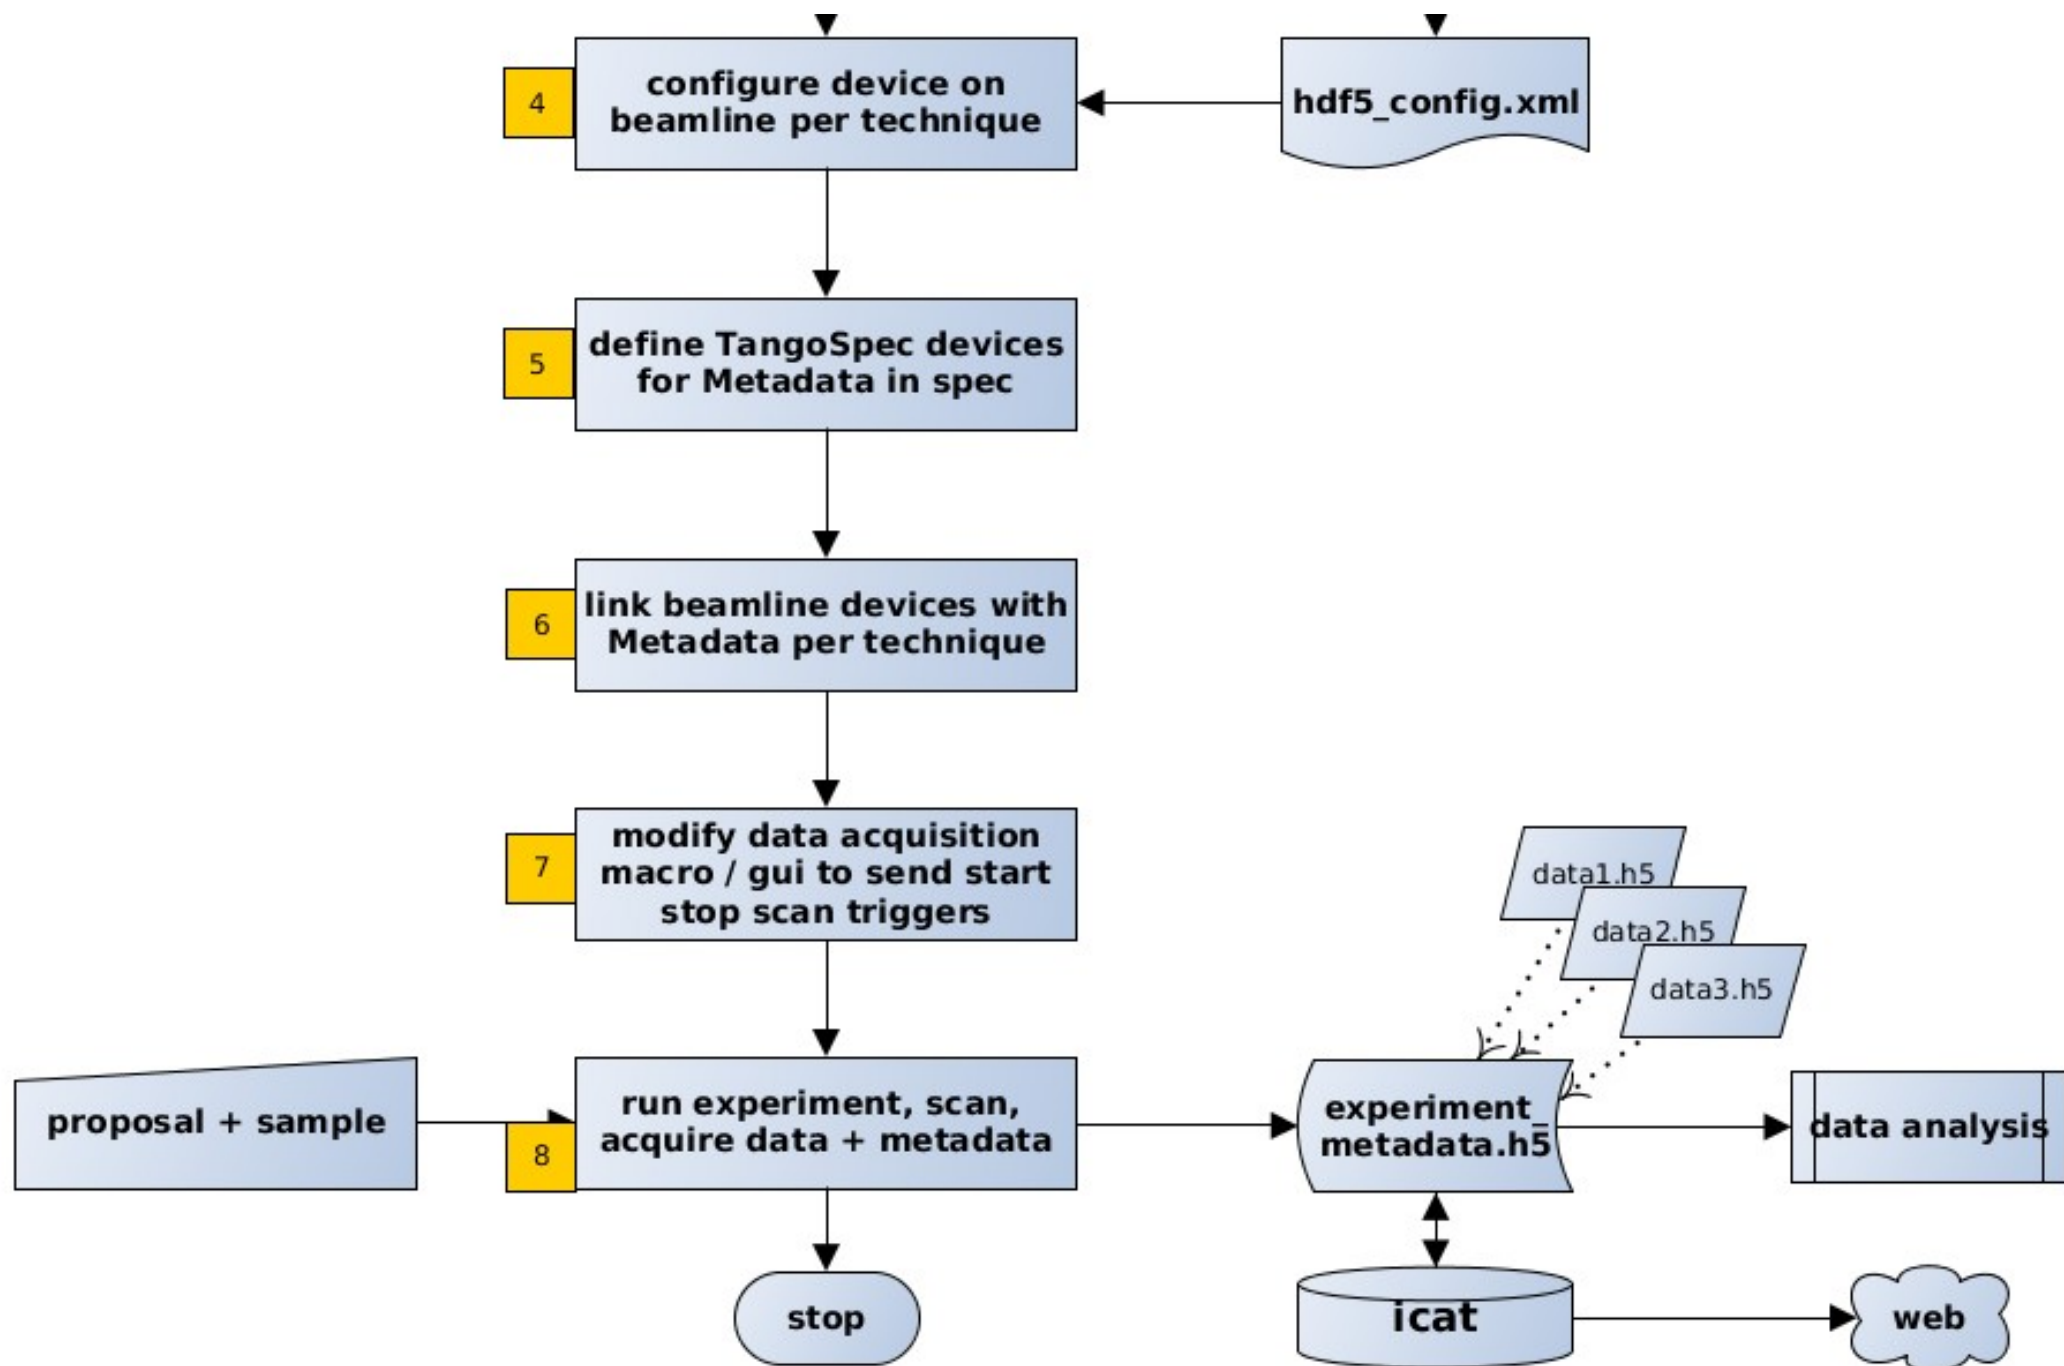 4
configure device on
beamline per technique
hdf5_config.xml
5
define TangoSpec devices
for Metadata in spec
6
link beamline devices with
Metadata per technique
7
modify data acquisition
macro / gui to send start
stop scan triggers
data1.h5
data2.h5
data3.h5
proposal + sample
8
run experiment, scan,
acquire data + metadata
experiment_
metadata.h5
data analysis
stop
icat
web